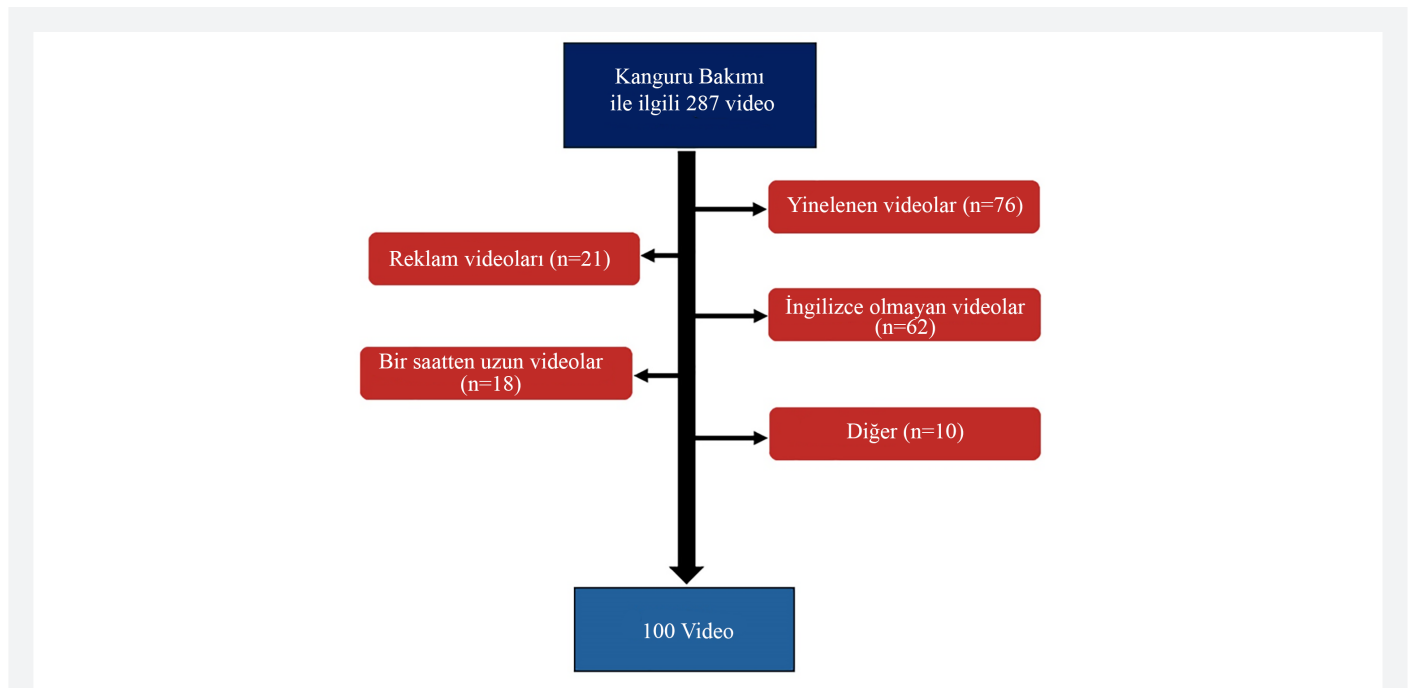 Kanguru Bakımı
ile ilgili 287 video
Yinelenen videolar (n=76)
Reklam videoları (n=21)
İngilizce olmayan videolar
(n=62)
Bir saatten uzun videolar
(n=18)
Diğer (n=10)
100 Video